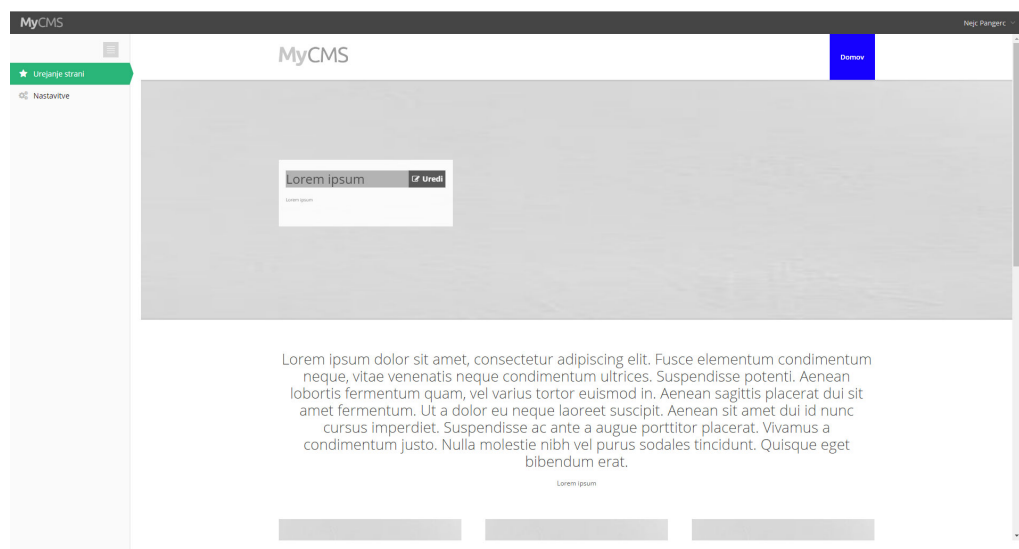 MyCMS
Nejc Pangerc
Urejanje strani
Nastavitve
MyCMS
Domov
Lorem ipsum
Uredi
Lorem ipsum
Lorem ipsum dolor sit amet, consectetur adipiscing elit. Fusce elementum condimentum
neque, vitae venenatis neque condimentum ultrices. Suspendisse potenti. Aenean
lobortis fermentum quam, vel varius tortor euismod in. Aenean sagittis placerat dui sit
amet fermentum. Ut a dolor eu neque laoreet suscipit. Aenean sit amet dui id nunc
cursus imperdiet. Suspendisse ac ante a augue porttitor placerat. Vivamus a
condimentum justo. Nulla molestie nibh vel purus sodales tincidunt. Quisque eget
bibendum erat.
Lorem ipsum